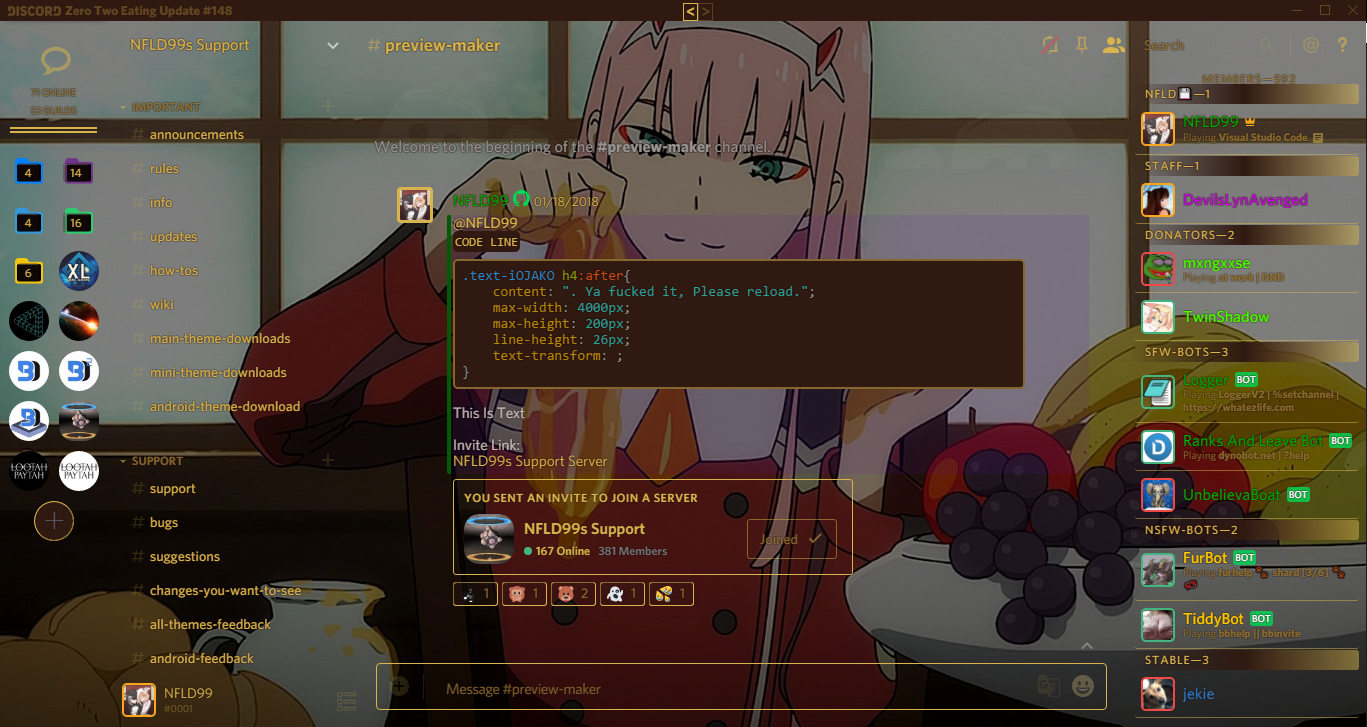 DISCORD Zero Two Eating Update #148
< >
NFLD99s Support
# preview-maker
Search
@ ?
71 ONLINE
53 GUILDS
4
14
4
16
6
XL
LOOTAH
PAYTAH
LOOTAH
PAYTAH
IMPORTANT
# announcements
# rules
# info
# updates
# how-tos
# wiki
# main-theme-downloads
# mini-theme-downloads
# android-theme-download
SUPPORT
# support
# bugs
# suggestions
# changes-you-want-to-see
# all-themes-feedback
# android-feedback
NFLD99
#0001
Welcome to the beginning of the #preview-maker channel.
NFLD99 01/18/2018
@NFLD99
CODE LINE
.text-iOJAKO h4:after{
content: ". Ya fucked it, Please reload.";
max-width: 4000px;
max-height: 200px;
line-height: 26px;
text-transform: ;
}
This Is Text
Invite Link:
NFLD99s Support Server
YOU SENT AN INVITE TO JOIN A SERVER
NFLD99s Support
167 Online 381 Members
Joined
1 1 2 1 1
Message #preview-maker
MEMBERS—592
NFLD💾—1
NFLD99
Playing Visual Studio Code
STAFF—1
DevilsLynAvenged
DONATORS—2
mxngxxse
Playing at work | DND
TwinShadow
SFW-BOTS—3
Logger BOT
Playing LoggerV2 | %setchannel |
https://whatezlife.com
Ranks And Leave Bot BOT
Playing dynobot.net | ?help
UnbelievaBoat BOT
NSFW-BOTS—2
FurBot BOT
Playing furhelp shard [3/6]
TiddyBot BOT
Playing bbhelp || bbinvite
STABLE—3
jekie